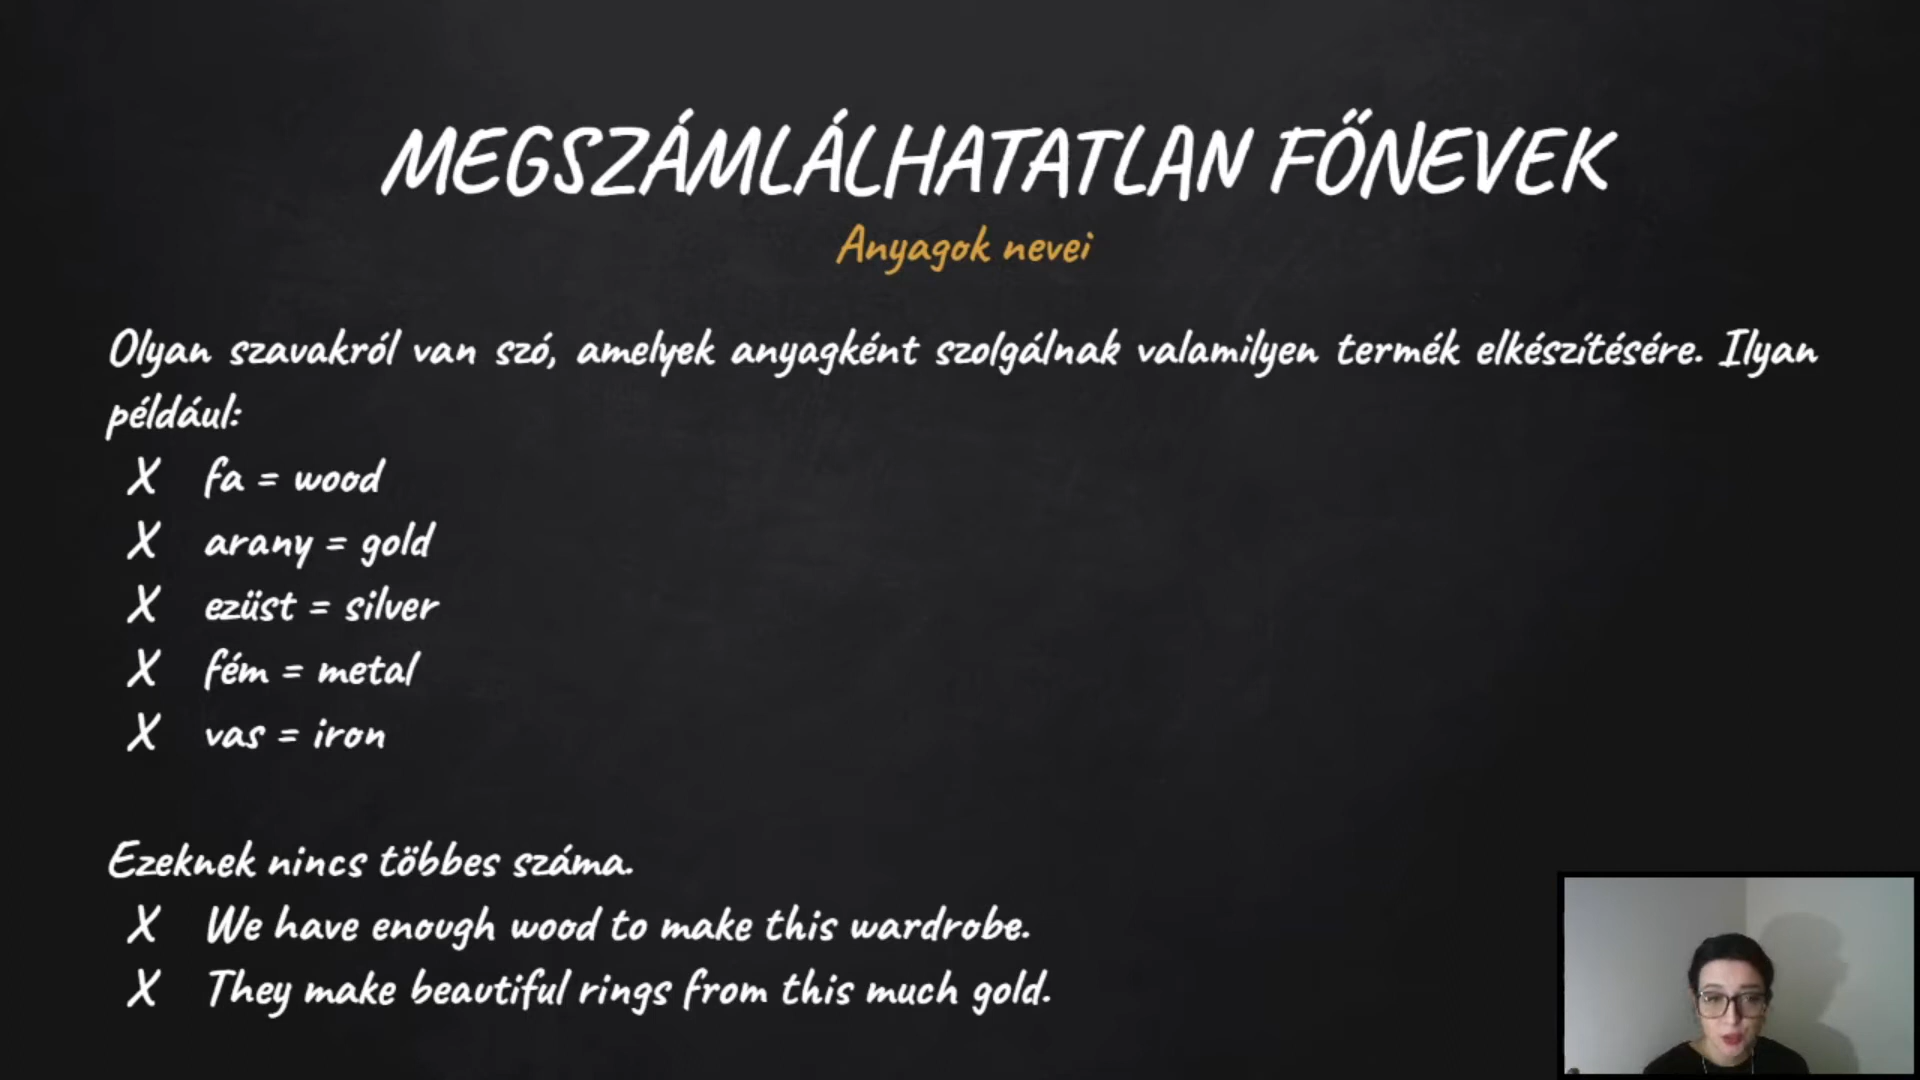 MEGSZÁMLÁLHATATLAN FŐNEVEK
Anyagok nevei
Olyan szavakról van szó, amelyek anyagként szolgálnak valamilyen termék elkészítésére. Ilyan
például:
X fa = wood
X arany = gold
X ezüst = silver
X fém = metal
X vas = iron
Ezeknek nincs többes száma.
X We have enough wood to make this wardrobe.
X They make beautiful rings from this much gold.